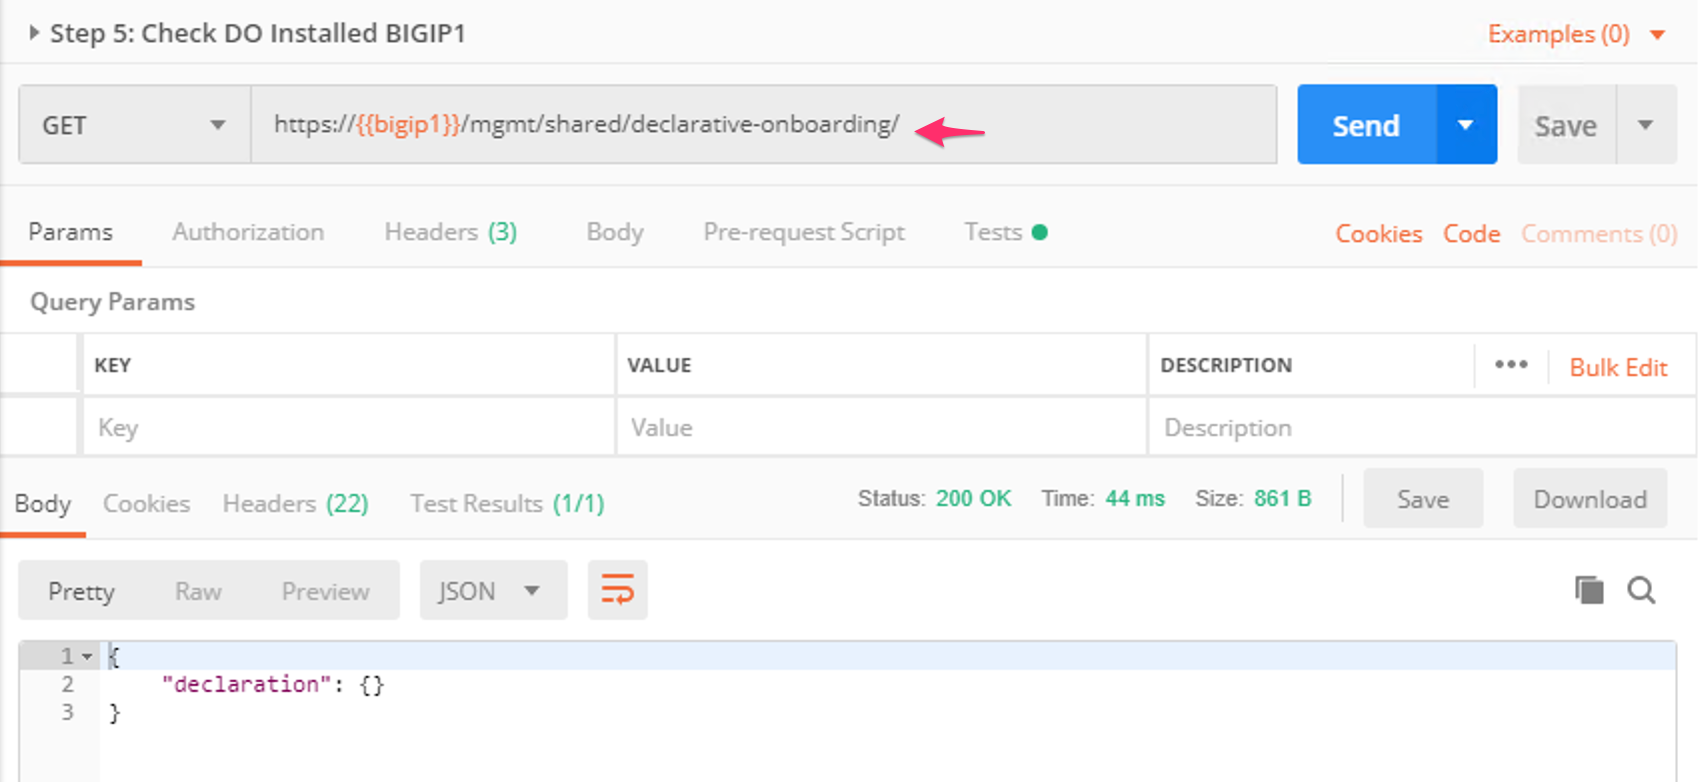 Step 5: Check DO Installed BIGIP1
Examples (0)
GET
https://{{bigip1}}/mgmt/shared/declarative-onboarding/
Send
Save
Params Authorization Headers (3) Body Pre-request Script Tests
Cookies Code Comments (0)
Query Params
KEY VALUE DESCRIPTION ••• Bulk Edit
Key Value Description
Body Cookies Headers (22) Test Results (1/1)
Status: 200 OK Time: 44 ms Size: 861 B
Save Download
Pretty Raw Preview JSON
1 {
2 "declaration": {}
3 }